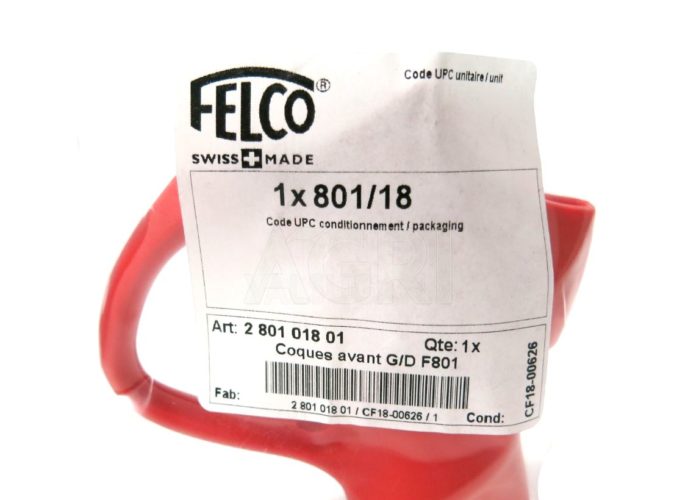 Code UPC unitaire / unit
FELCO®
SWISS MADE
1x 801/18
Code UPC conditionnement / packaging
AGRI
Art: 2 801 018 01 Qte: 1x
Coques avant G/D F801
Fab:
2 801 018 01 / CF18-00626 / 1
Cond:
CF18-00626